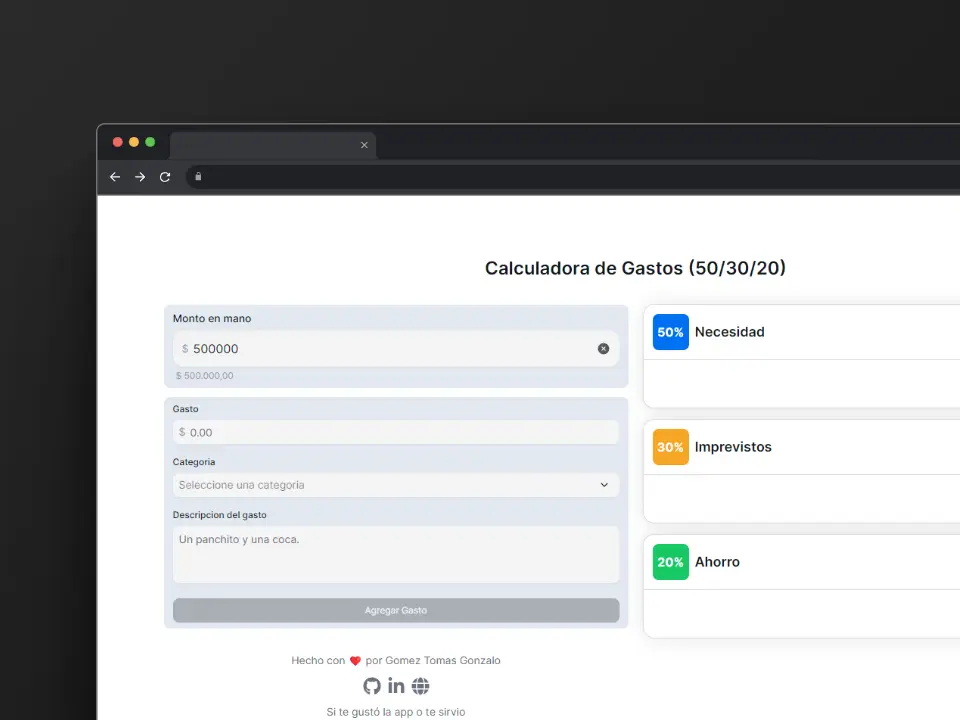 Calculadora de Gastos (50/30/20)
Monto en mano
$ 500000
$ 500.000,00
Gasto
$ 0.00
Categoria
Seleccione una categoria
Descripcion del gasto
Un panchito y una coca.
Agregar Gasto
50% Necesidad
30% Imprevistos
20% Ahorro
Hecho con ❤ por Gomez Tomas Gonzalo
in
Si te gustó la app o te sirvio